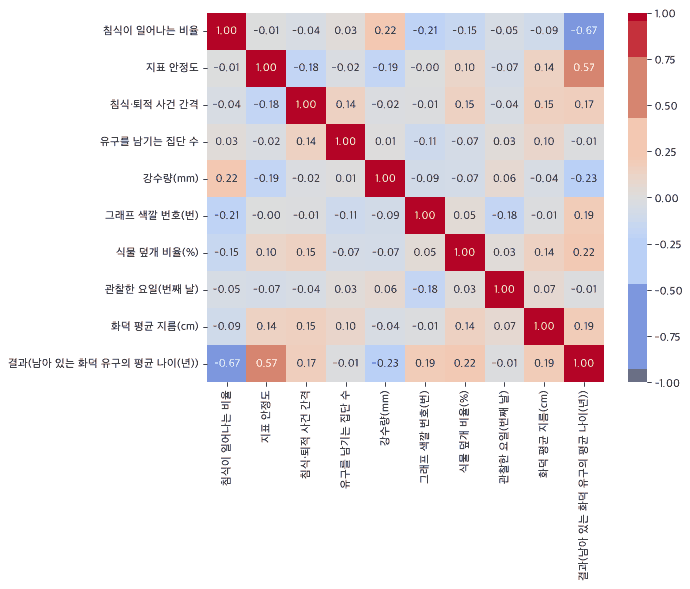 침식이 일어나는 비율 1.00 -0.01 -0.04 0.03 0.22 -0.21 -0.15 -0.05 -0.09 -0.67
지표 안정도 -0.01 1.00 -0.18 -0.02 -0.19 -0.00 0.10 -0.07 0.14 0.57
침식·퇴적 사건 간격 -0.04 -0.18 1.00 0.14 -0.02 -0.01 0.15 -0.04 0.15 0.17
유구를 남기는 집단 수 0.03 -0.02 0.14 1.00 0.01 -0.11 -0.07 0.03 0.10 -0.01
강수량(mm) 0.22 -0.19 -0.02 0.01 1.00 -0.09 -0.07 0.06 -0.04 -0.23
그래프 색깔 번호(번) -0.21 -0.00 -0.01 -0.11 -0.09 1.00 0.05 -0.18 -0.01 0.19
식물 덮개 비율(%) -0.15 0.10 0.15 -0.07 -0.07 0.05 1.00 0.03 0.14 0.22
관찰한 요일(번째 날) -0.05 -0.07 -0.04 0.03 0.06 -0.18 0.03 1.00 0.07 -0.01
화덕 평균 지름(cm) -0.09 0.14 0.15 0.10 -0.04 -0.01 0.14 0.07 1.00 0.19
결과(남아 있는 화덕 유구의 평균 나이(년)) -0.67 0.57 0.17 -0.01 -0.23 0.19 0.22 -0.01 0.19 1.00
침식이 일어나는 비율
지표 안정도
침식·퇴적 사건 간격
유구를 남기는 집단 수
강수량(mm)
그래프 색깔 번호(번)
식물 덮개 비율(%)
관찰한 요일(번째 날)
화덕 평균 지름(cm)
결과(남아 있는 화덕 유구의 평균 나이(년))
1.00
0.75
0.50
0.25
0.00
-0.25
-0.50
-0.75
-1.00